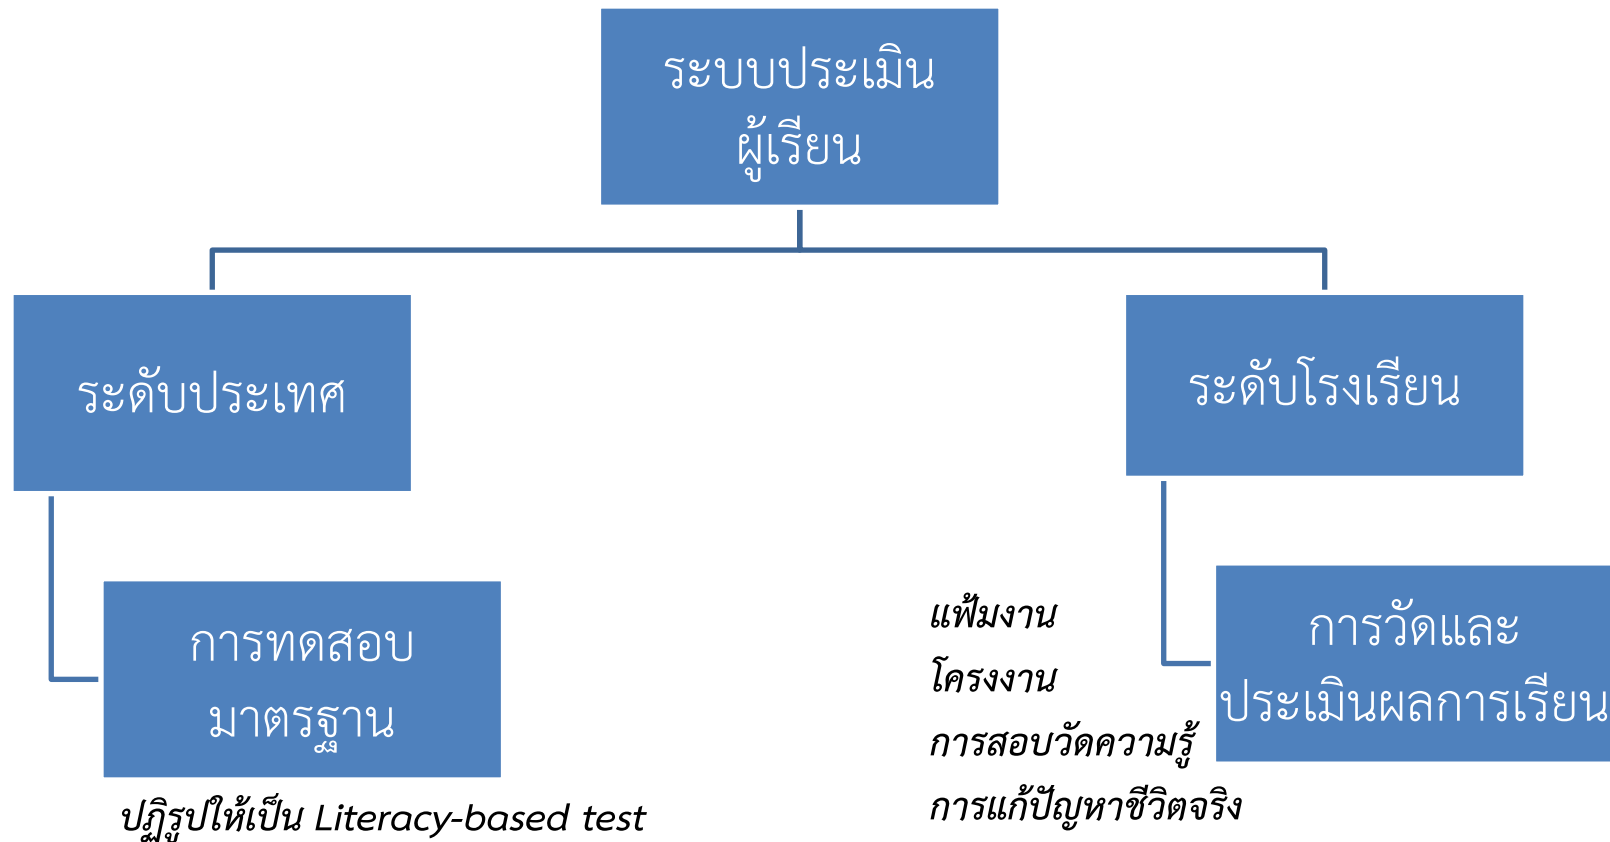 ระบบประเมิน
ผู้เรียน
ระดับประเทศ
ระดับโรงเรียน
การทดสอบ
มาตรฐาน
ปฏิรูปให้เป็น Literacy-based test
แฟ้มงาน
โครงงาน
การสอบวัดความรู้
การแก้ปัญหาชีวิตจริง
การวัดและ
ประเมินผลการเรียน